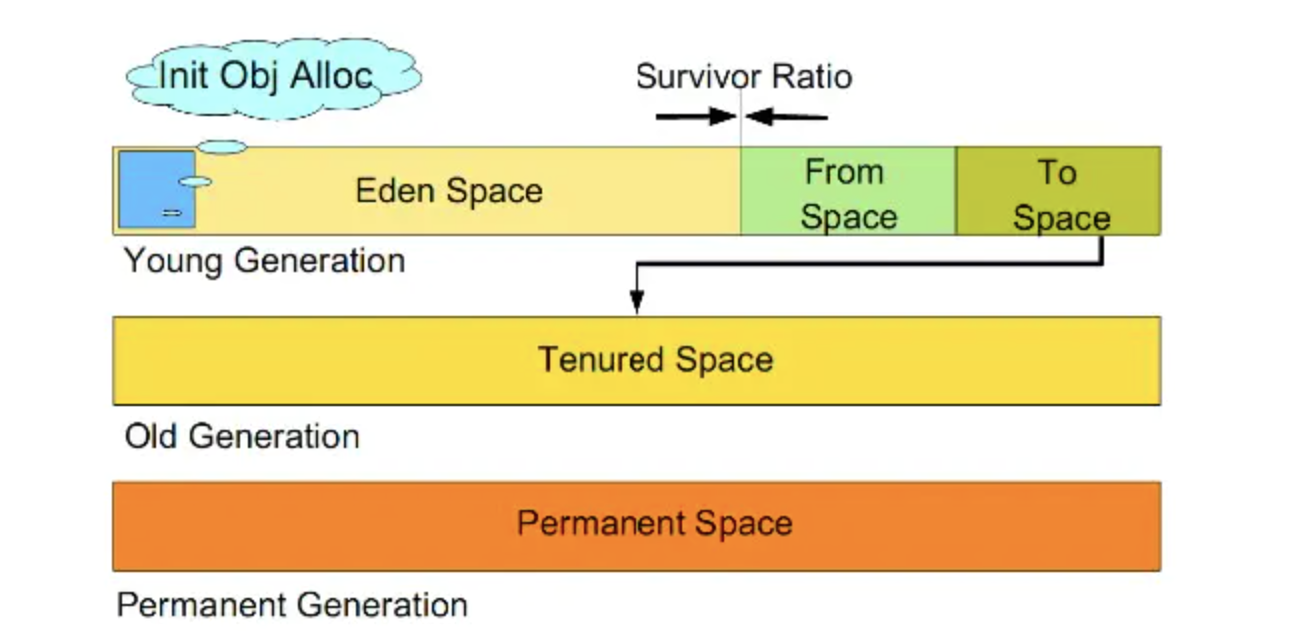 Init Obj Alloc
Survivor Ratio
Eden Space
From
Space
To
Space
Young Generation
Tenured Space
Old Generation
Permanent Space
Permanent Generation